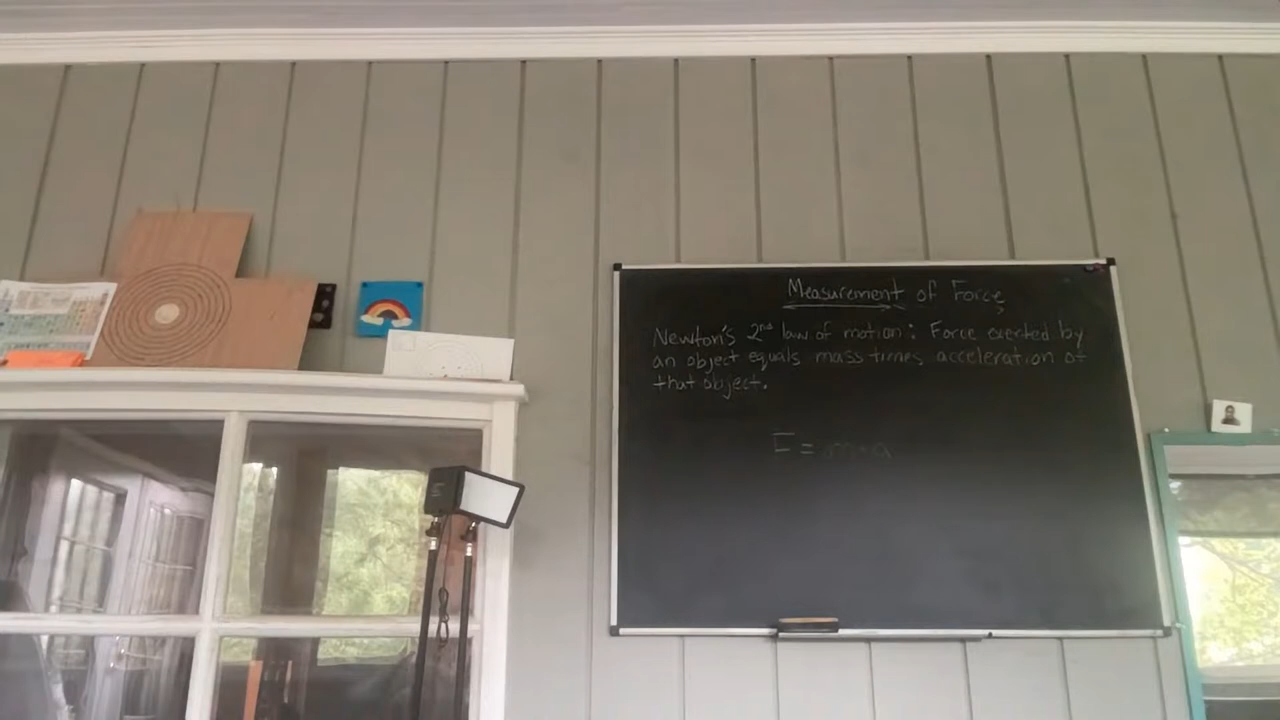 Measurement of Force
Newton's 2nd law of motion: Force exerted by
an object equals mass times acceleration of
that object.
F = m•a